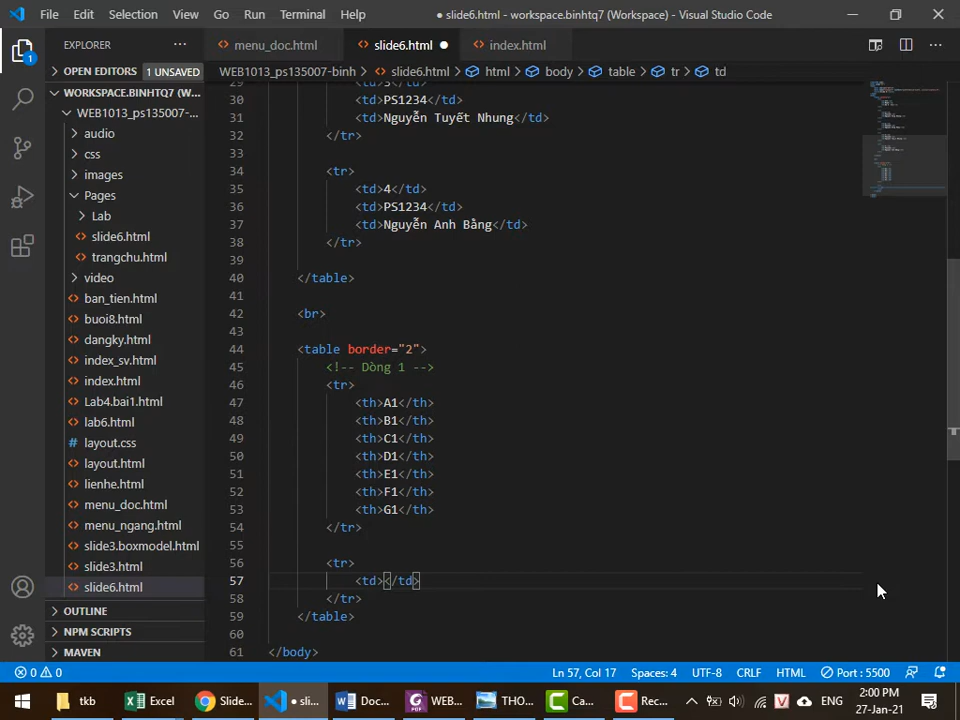 File Edit Selection View Go Run Terminal Help
● slide6.html - workspace.binhtq7 (Workspace) - Visual Studio Code
EXPLORER
menu_doc.html
slide6.html
index.html
OPEN EDITORS 1 UNSAVED
WEB1013_ps135007-binh > slide6.html > html > body > table > tr > td
WORKSPACE.BINHTQ7 (W...
WEB1013_ps135007-...
audio
css
images
Pages
Lab
slide6.html
trangchu.html
video
ban_tien.html
buoi8.html
dangky.html
index_sv.html
index.html
Lab4.bai1.html
lab6.html
layout.css
layout.html
lienhe.html
menu_doc.html
menu_ngang.html
slide3.boxmodel.html
slide3.html
slide6.html
OUTLINE
NPM SCRIPTS
MAVEN
29 <td>3</td>
30 <td>PS1234</td>
31 <td>Nguyễn Tuyết Nhung</td>
32 </tr>
33
34 <tr>
35 <td>4</td>
36 <td>PS1234</td>
37 <td>Nguyễn Anh Bằng</td>
38 </tr>
39
40 </table>
41
42 <br>
43
44 <table border="2">
45 <!-- Dòng 1 -->
46 <tr>
47 <th>A1</th>
48 <th>B1</th>
49 <th>C1</th>
50 <th>D1</th>
51 <th>E1</th>
52 <th>F1</th>
53 <th>G1</th>
54 </tr>
55
56 <tr>
57 <td></td>
58 </tr>
59 </table>
60
61 </body>
0 0 Ln 57, Col 17 Spaces: 4 UTF-8 CRLF HTML Port : 5500
tkb Excel Slide... ● sli... Doc... WEB... THO... Ca... Rec... ENG
2:00 PM
27-Jan-21